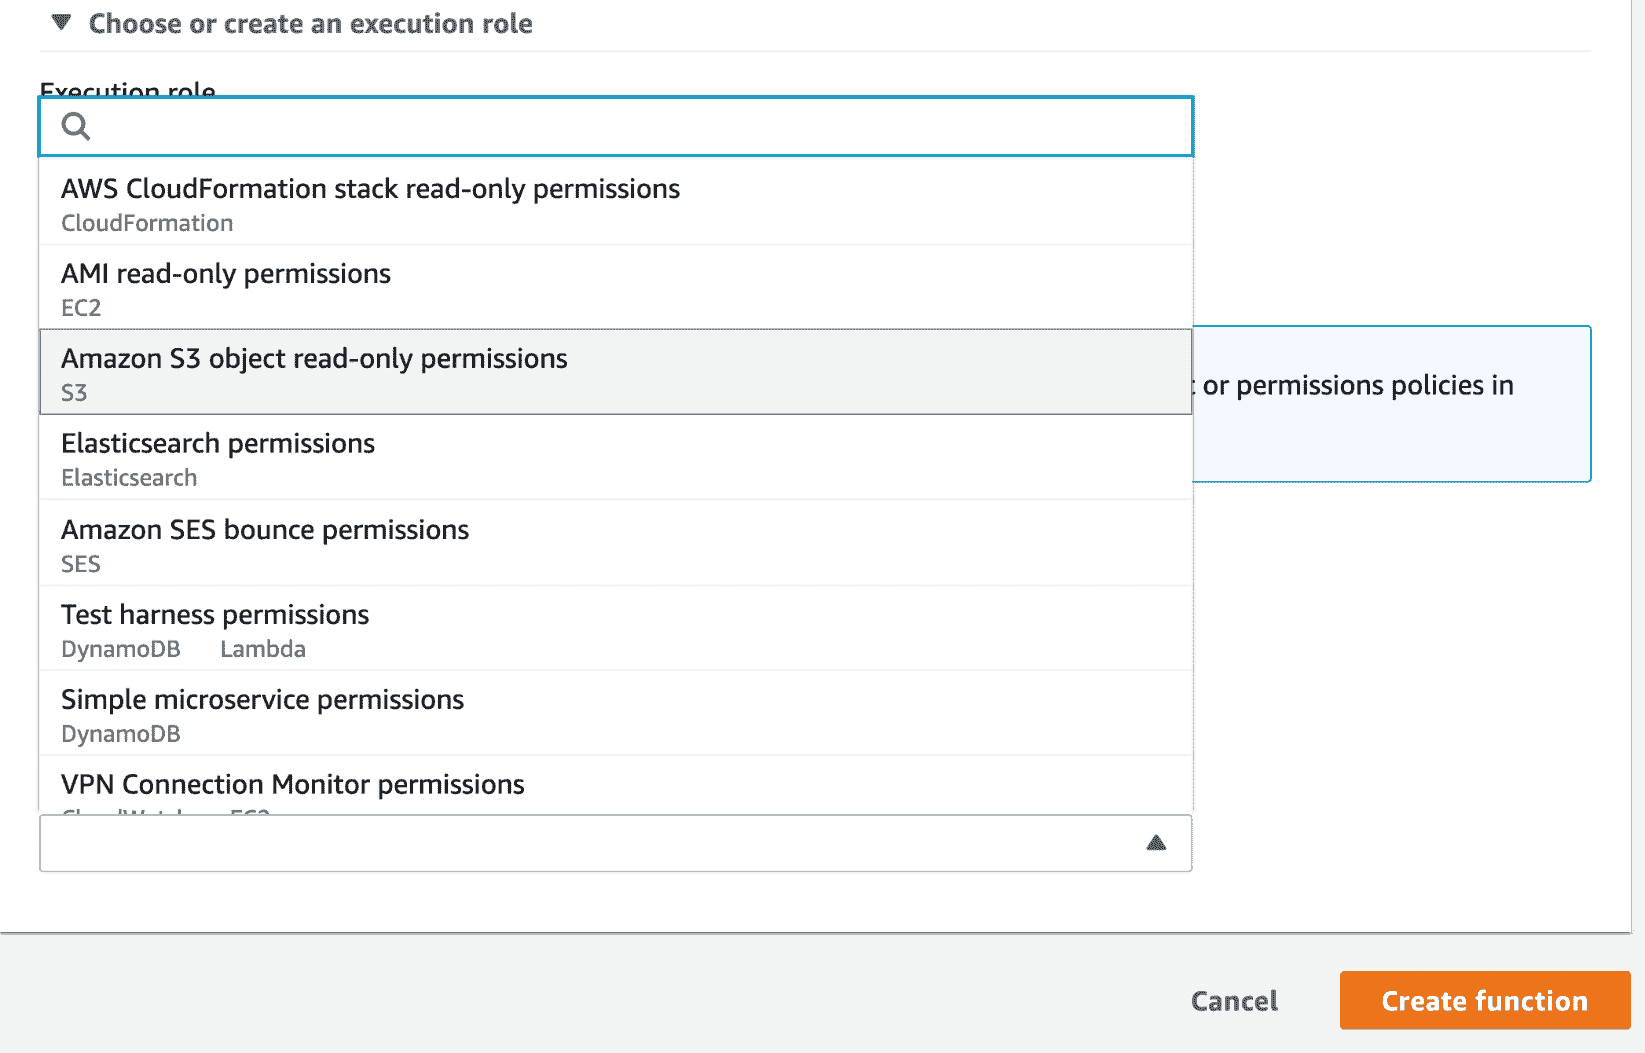 Choose or create an execution role
Execution role
AWS CloudFormation stack read-only permissions
CloudFormation
AMI read-only permissions
EC2
Amazon S3 object read-only permissions
S3
or permissions policies in
Elasticsearch permissions
Elasticsearch
Amazon SES bounce permissions
SES
Test harness permissions
DynamoDB Lambda
Simple microservice permissions
DynamoDB
VPN Connection Monitor permissions
Cancel
Create function